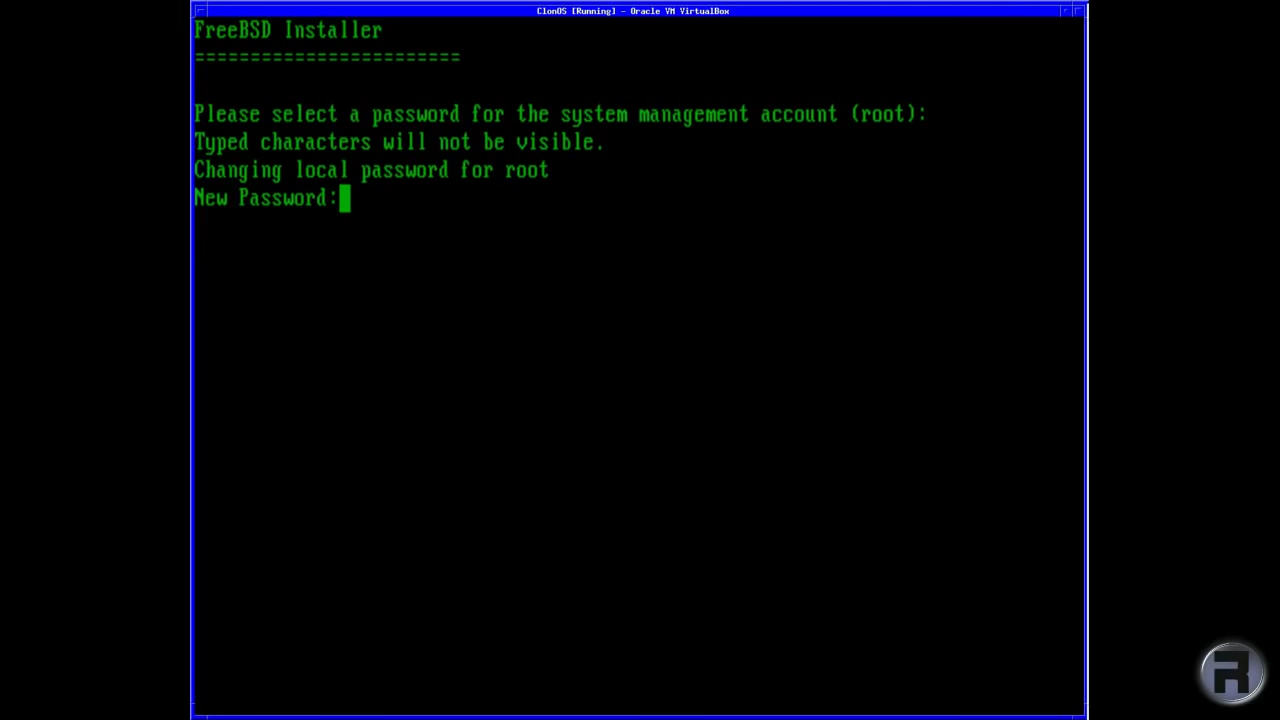 ClonOS [Running] - Oracle VM VirtualBox
FreeBSD Installer
========================
Please select a password for the system management account (root):
Typed characters will not be visible.
Changing local password for root
New Password:
R